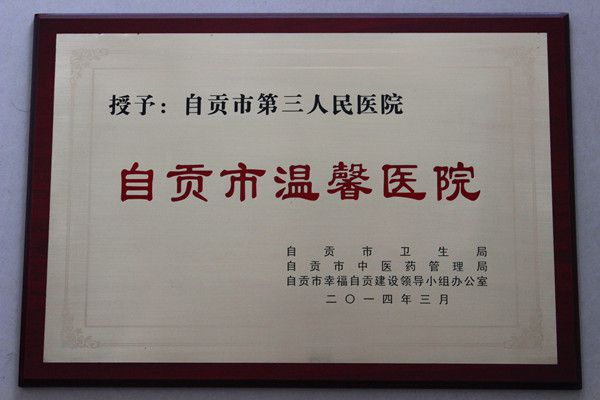 授予：自贡市第三人民医院
自贡市温馨医院
自贡市卫生局
自贡市中医药管理局
自贡市幸福自贡建设领导小组办公室
二〇一四年三月